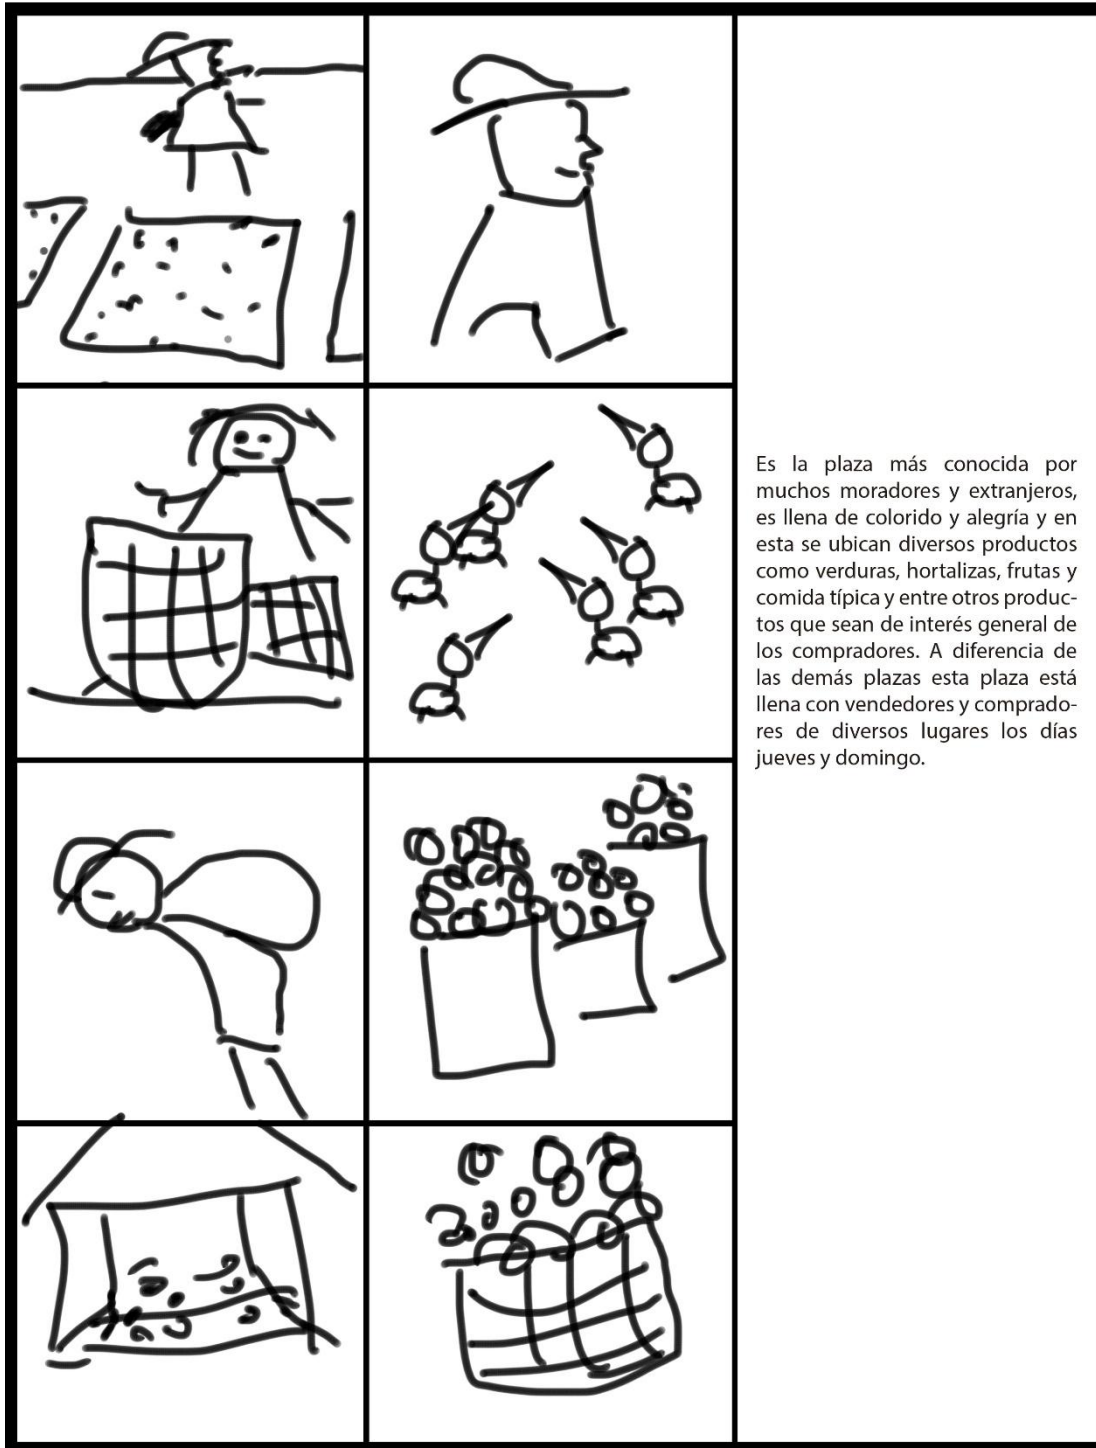 Es la plaza más conocida por
muchos moradores y extranjeros,
es llena de colorido y alegría y en
esta se ubican diversos productos
como verduras, hortalizas, frutas y
comida típica y entre otros produc-
tos que sean de interés general de
los compradores. A diferencia de
las demás plazas esta plaza está
llena con vendedores y comprado-
res de diversos lugares los días
jueves y domingo.